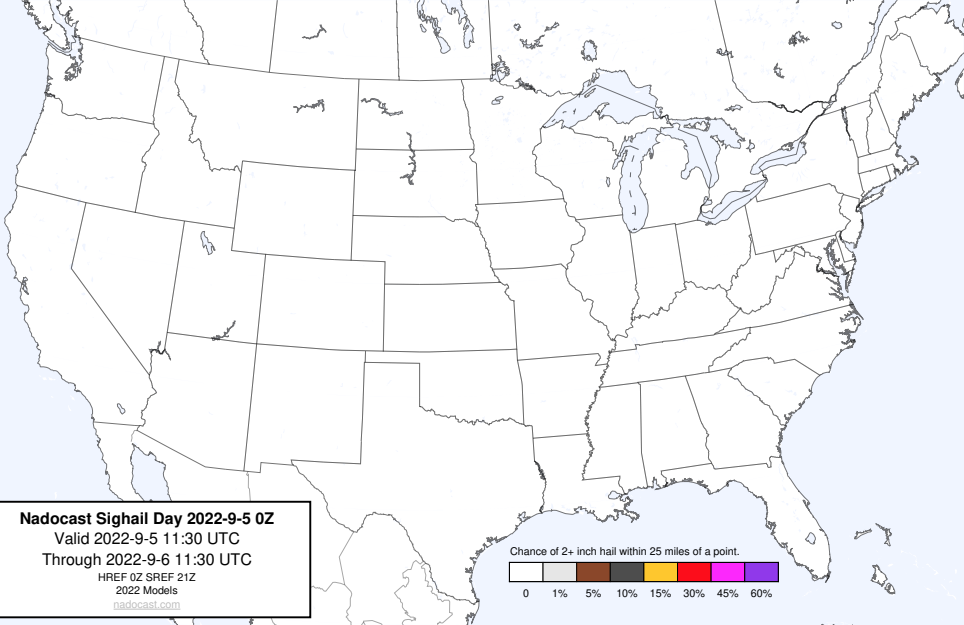 Nadocast Sighail Day 2022-9-5 0Z
Valid 2022-9-5 11:30 UTC
Through 2022-9-6 11:30 UTC
HREF 0Z SREF 21Z
2022 Models
nadocast.com
Chance of 2+ inch hail within 25 miles of a point.
0 1% 5% 10% 15% 30% 45% 60%